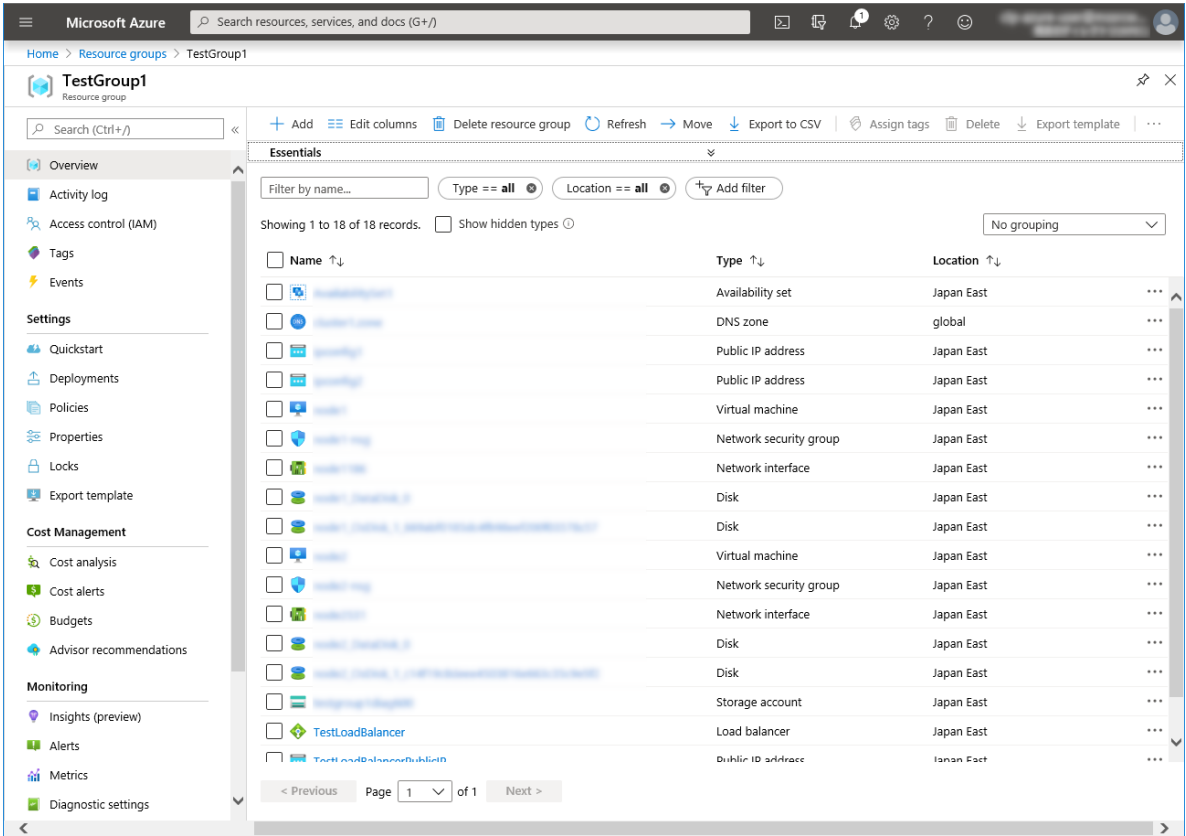 Microsoft Azure
Search resources, services, and docs (G+/)
1
Home > Resource groups > TestGroup1
TestGroup1
Resource group
Search (Ctrl+/)
«
Add
Edit columns
Delete resource group
Refresh
Move
Export to CSV
Assign tags
Delete
Export template
...
Overview
Activity log
Access control (IAM)
Tags
Events
Settings
Quickstart
Deployments
Policies
Properties
Locks
Export template
Cost Management
Cost analysis
Cost alerts
Budgets
Advisor recommendations
Monitoring
Insights (preview)
Alerts
Metrics
Diagnostic settings
Essentials
Filter by name...
Type == all
Location == all
Add filter
Showing 1 to 18 of 18 records.
Show hidden types
No grouping
Name ↑↓ Type ↑↓ Location ↑↓
Availability set Japan East
DNS zone global
Public IP address Japan East
Public IP address Japan East
Virtual machine Japan East
Network security group Japan East
Network interface Japan East
Disk Japan East
Disk Japan East
Virtual machine Japan East
Network security group Japan East
Network interface Japan East
Disk Japan East
Disk Japan East
Storage account Japan East
TestLoadBalancer Load balancer Japan East
TestLoadBalancerPublicIP Public IP address Japan East
< Previous Page 1 of 1 Next >